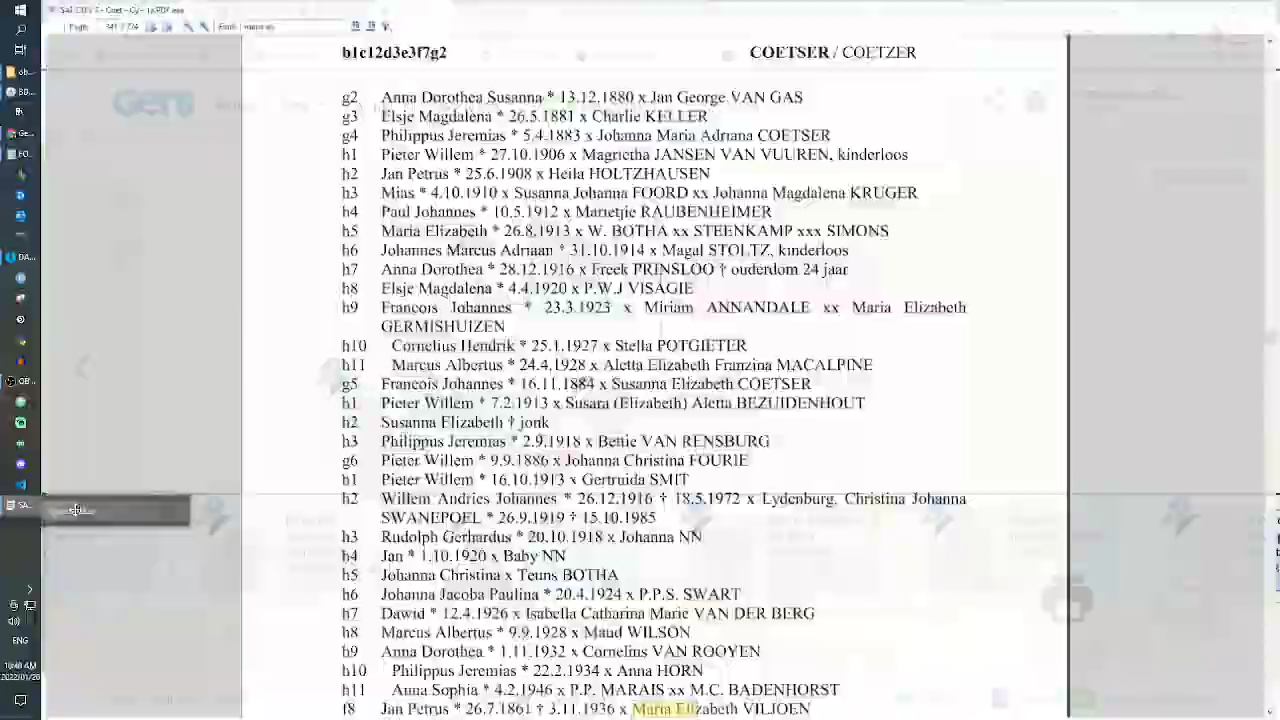 b1c12d3e3f7g2 COETSER / COETZER
g2 Anna Dorothea Susanna * 13.12.1880 x Jan George VAN GAS
g3 Elsje Magdalena * 26.5.1881 x Charlie KELLER
g4 Philippus Jeremias * 5.4.1883 x Johanna Maria Adriana COETSER
h1 Pieter Willem * 27.10.1906 x Magrietha JANSEN VAN VUUREN, kinderloos
h2 Jan Petrus * 25.6.1908 x Heila HOLTZHAUSEN
h3 Mias * 4.10.1910 x Susanna Johanna FOORD xx Johanna Magdalena KRUGER
h4 Paul Johannes * 10.5.1912 x Marietjie RAUBENHEIMER
h5 Maria Elizabeth * 26.8.1913 x W. BOTHA xx STEENKAMP xxx SIMONS
h6 Johannes Marcus Adriaan * 31.10.1914 x Magal STOLTZ, kinderloos
h7 Anna Dorothea * 28.12.1916 x Freek PRINSLOO † ouderdom 24 jaar
h8 Elsje Magdalena * 4.4.1920 x P.W.J VISAGIE
h9 Francois Johannes * 23.3.1923 x Miriam ANNANDALE xx Maria Elizabeth
GERMISHUIZEN
h10 Cornelius Hendrik * 25.1.1927 x Stella POTGIETER
h11 Marcus Albertus * 24.4.1928 x Aletta Elizabeth Franzina MACALPINE
g5 Francois Johannes * 16.11.1884 x Susanna Elizabeth COETSER
h1 Pieter Willem * 7.2.1913 x Susara (Elizabeth) Aletta BEZUIDENHOUT
h2 Susanna Elizabeth † jonk
h3 Philippus Jeremias * 2.9.1918 x Bettie VAN RENSBURG
g6 Pieter Willem * 9.9.1886 x Johanna Christina FOURIE
h1 Pieter Willem * 16.10.1913 x Gertruida SMIT
h2 Willem Andries Johannes * 26.12.1916 † 18.5.1972 x Lydenburg, Christina Johanna
SWANEPOEL * 26.9.1919 † 15.10.1985
h3 Rudolph Gerhardus * 20.10.1918 x Johanna NN
h4 Jan * 1.10.1920 x Baby NN
h5 Johanna Christina x Teuns BOTHA
h6 Johanna Jacoba Paulina * 20.4.1924 x P.P.S. SWART
h7 Dawid * 12.4.1926 x Isabella Catharina Marie VAN DER BERG
h8 Marcus Albertus * 9.9.1928 x Maud WILSON
h9 Anna Dorothea * 1.11.1932 x Cornelius VAN ROOYEN
h10 Philippus Jeremias * 22.2.1934 x Anna HORN
h11 Anna Sophia * 4.2.1946 x P.P. MARAIS xx M.C. BADENHORST
f8 Jan Petrus * 26.7.1861 † 3.11.1936 x Maria Elizabeth VILJOEN